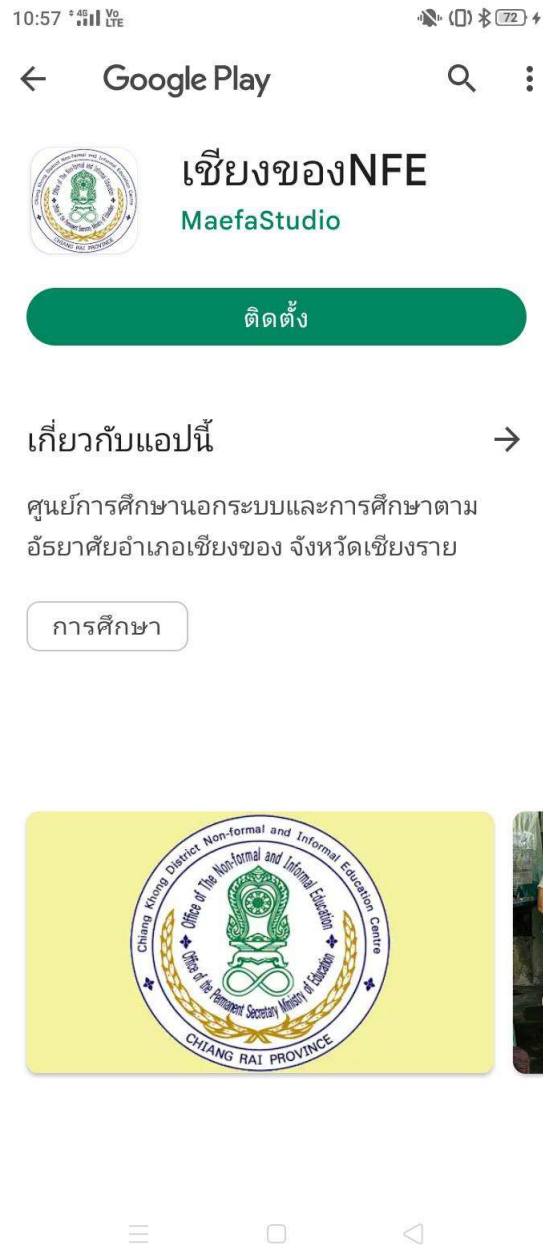 10:57
4G
Vo
LTE
72
Google Play
เชียงของNFE
MaefaStudio
ติดตั้ง
เกี่ยวกับแอปนี้
ศูนย์การศึกษานอกระบบและการศึกษาตาม
อัธยาศัยอำเภอเชียงของ จังหวัดเชียงราย
การศึกษา
Chiang Khong District Non-formal and Informal Education Centre
Office of The Non-formal and Informal Education
Office of the Permanent Secretary Ministry of Education
CHIANG RAI PROVINCE